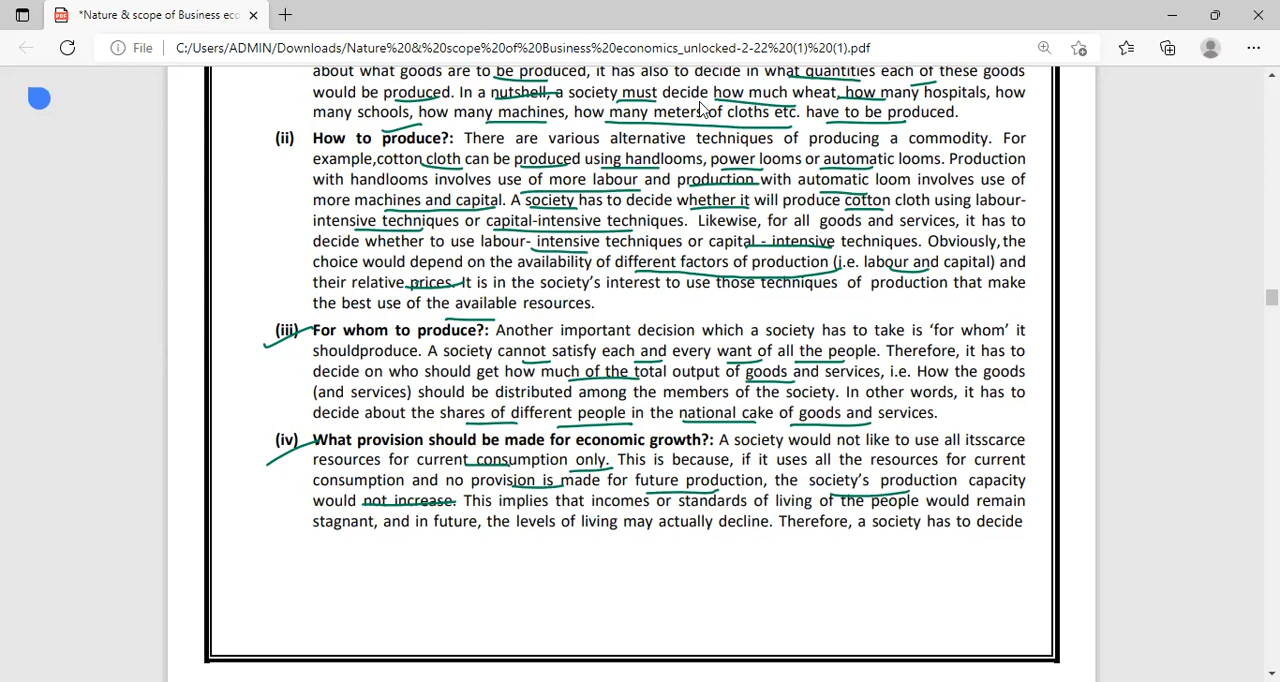 *Nature & scope of Business eco
File
C:/Users/ADMIN/Downloads/Nature%20&%20scope%20of%20Business%20economics_unlocked-2-22%20(1)%20(1).pdf
about what goods are to be produced, it has also to decide in what quantities each of these goods
would be produced. In a nutshell, a society must decide how much wheat, how many hospitals, how
many schools, how many machines, how many meters of cloths etc. have to be produced.
(ii) How to produce?: There are various alternative techniques of producing a commodity. For
example,cotton cloth can be produced using handlooms, power looms or automatic looms. Production
with handlooms involves use of more labour and production with automatic loom involves use of
more machines and capital. A society has to decide whether it will produce cotton cloth using labour-
intensive techniques or capital-intensive techniques. Likewise, for all goods and services, it has to
decide whether to use labour- intensive techniques or capital - intensive techniques. Obviously,the
choice would depend on the availability of different factors of production (i.e. labour and capital) and
their relative prices. It is in the society's interest to use those techniques of production that make
the best use of the available resources.
(iii) For whom to produce?: Another important decision which a society has to take is 'for whom' it
shouldproduce. A society cannot satisfy each and every want of all the people. Therefore, it has to
decide on who should get how much of the total output of goods and services, i.e. How the goods
(and services) should be distributed among the members of the society. In other words, it has to
decide about the shares of different people in the national cake of goods and services.
(iv) What provision should be made for economic growth?: A society would not like to use all itsscarce
resources for current consumption only. This is because, if it uses all the resources for current
consumption and no provision is made for future production, the society's production capacity
would not increase. This implies that incomes or standards of living of the people would remain
stagnant, and in future, the levels of living may actually decline. Therefore, a society has to decide